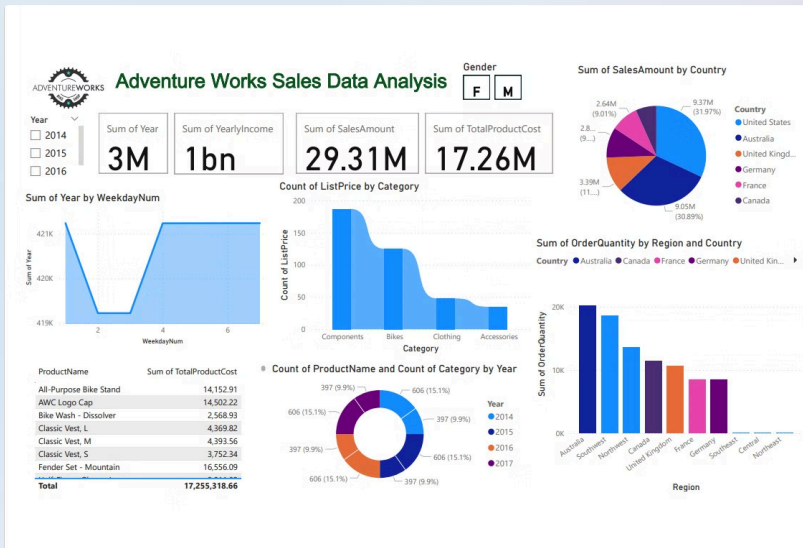 ADVENTUREWORKS
Adventure Works Sales Data Analysis
Gender
F M
Year
2014
2015
2016
Sum of Year
3M
Sum of YearlyIncome
1bn
Sum of SalesAmount
29.31M
Sum of TotalProductCost
17.26M
Sum of SalesAmount by Country
2.64M
(9.01%)
9.37M
(31.97%)
2.8...
(9....)
3.39M
(11....)
9.05M
(30.89%)
Country
United States
Australia
United Kingd...
Germany
France
Canada
Sum of Year by WeekdayNum
Sum of Year
421K
420K
419K
2 4 6
WeekdayNum
Count of ListPrice by Category
Count of ListPrice
200
150
100
50
0
Components Bikes Clothing Accessories
Category
Sum of OrderQuantity by Region and Country
Country Australia Canada France Germany United Kin...
Sum of OrderQuantity
20K
10K
0K
Australia Southwest Northwest Canada United Kingdom France Germany Southeast Central Northeast
Region
ProductName Sum of TotalProductCost
All-Purpose Bike Stand 14,152.91
AWC Logo Cap 14,502.22
Bike Wash - Dissolver 2,568.93
Classic Vest, L 4,369.82
Classic Vest, M 4,393.56
Classic Vest, S 3,752.34
Fender Set - Mountain 16,556.09
Total 17,255,318.66
Count of ProductName and Count of Category by Year
397 (9.9%) 606 (15.1%)
606 (15.1%) 397 (9.9%)
397 (9.9%) 606 (15.1%)
606 (15.1%) 397 (9.9%)
Year
2014
2015
2016
2017